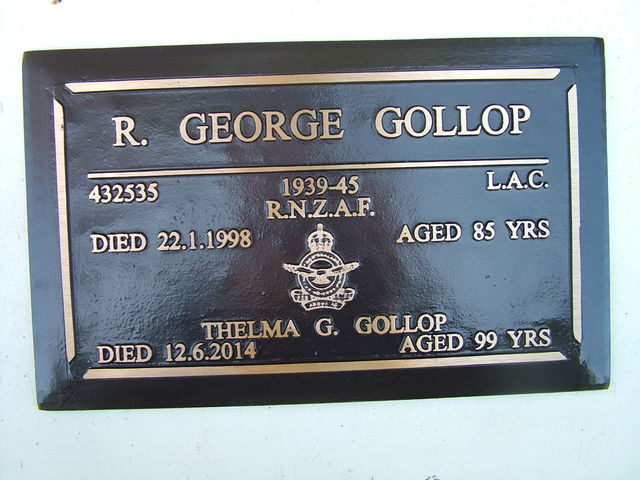 R. GEORGE GOLLOP
432535 1939-45 L.A.C.
R.N.Z.A.F.
DIED 22.1.1998 AGED 85 YRS
THELMA G. GOLLOP
DIED 12.6.2014 AGED 99 YRS